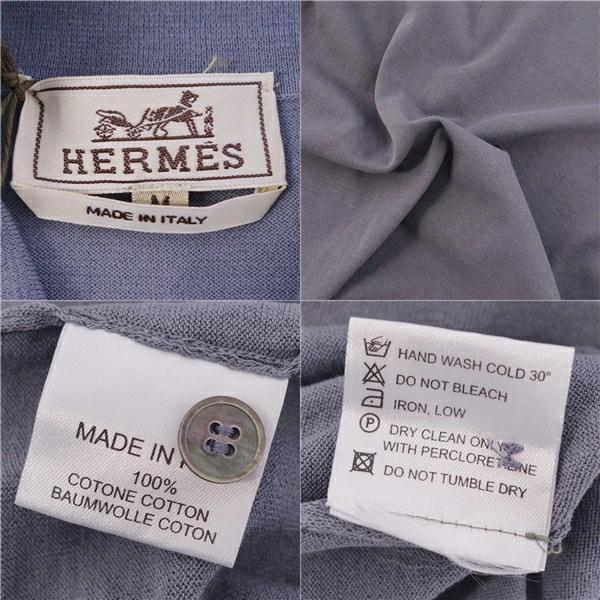 HERMÈS
M
MADE IN ITALY
MADE IN
100%
COTONE COTTON
BAUMWOLLE COTON
HAND WASH COLD 30°
DO NOT BLEACH
IRON, LOW
P
DRY CLEAN ONLY
WITH
DO NOT TUMBLE DRY